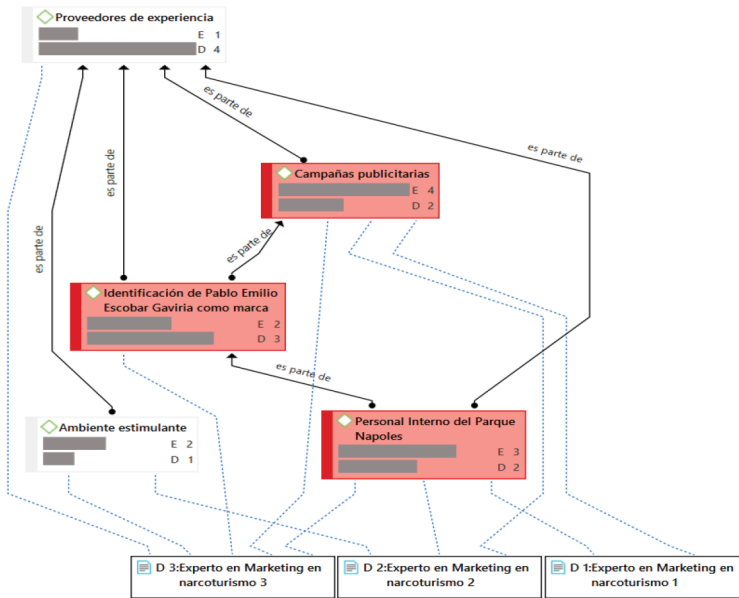 Proveedores de experiencia
E 1
D 4
es parte de
es parte de
es parte de
Campañas publicitarias
E 4
D 2
es parte de
es parte de
Identificación de Pablo Emilio
Escobar Gaviria como marca
E 2
D 3
es parte de
Ambiente estimulante
E 2
D 1
Personal Interno del Parque
Napoles
E 3
D 2
D 3:Experto en Marketing en
narcoturismo 3
D 2:Experto en Marketing en
narcoturismo 2
D 1:Experto en Marketing en
narcoturismo 1